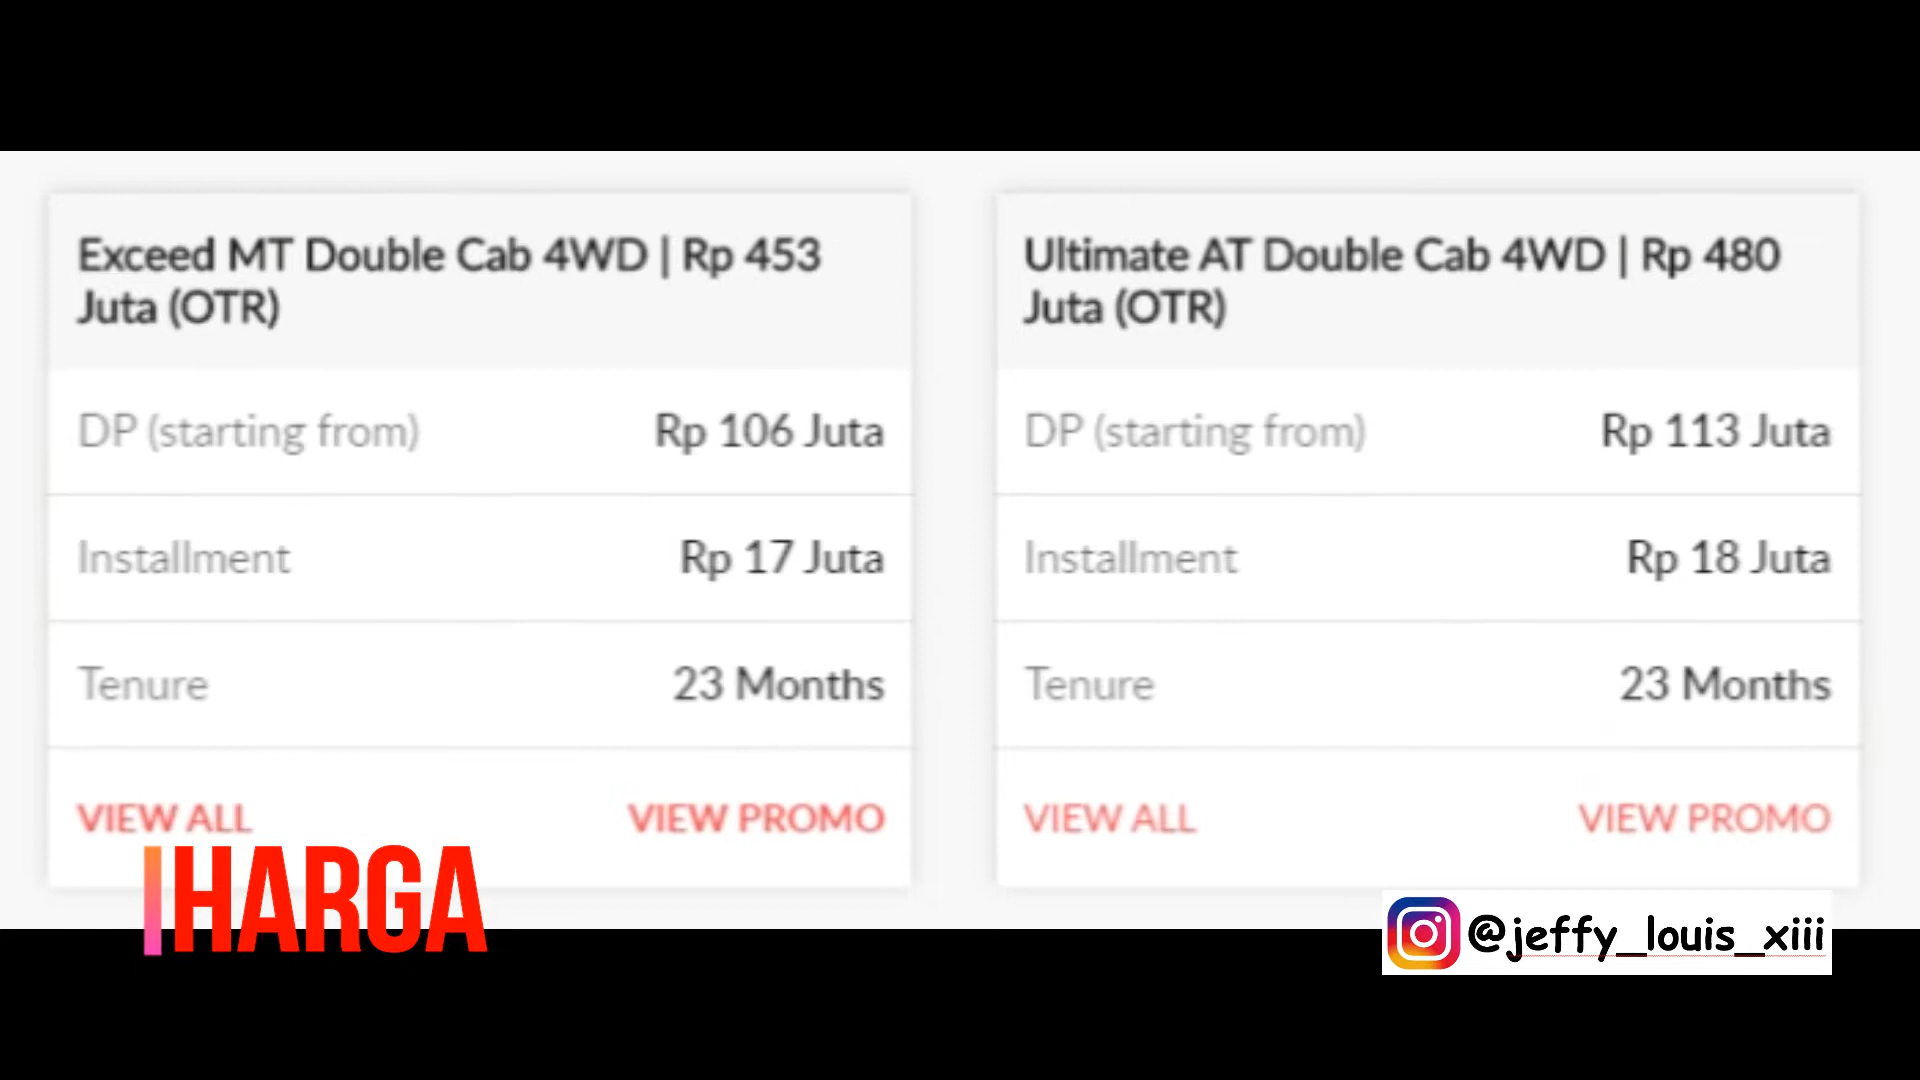 Exceed MT Double Cab 4WD | Rp 453
Juta (OTR)
DP (starting from) Rp 106 Juta
Installment Rp 17 Juta
Tenure 23 Months
VIEW ALL VIEW PROMO
Ultimate AT Double Cab 4WD | Rp 480
Juta (OTR)
DP (starting from) Rp 113 Juta
Installment Rp 18 Juta
Tenure 23 Months
VIEW ALL VIEW PROMO
HARGA
@jeffy_louis_xiii